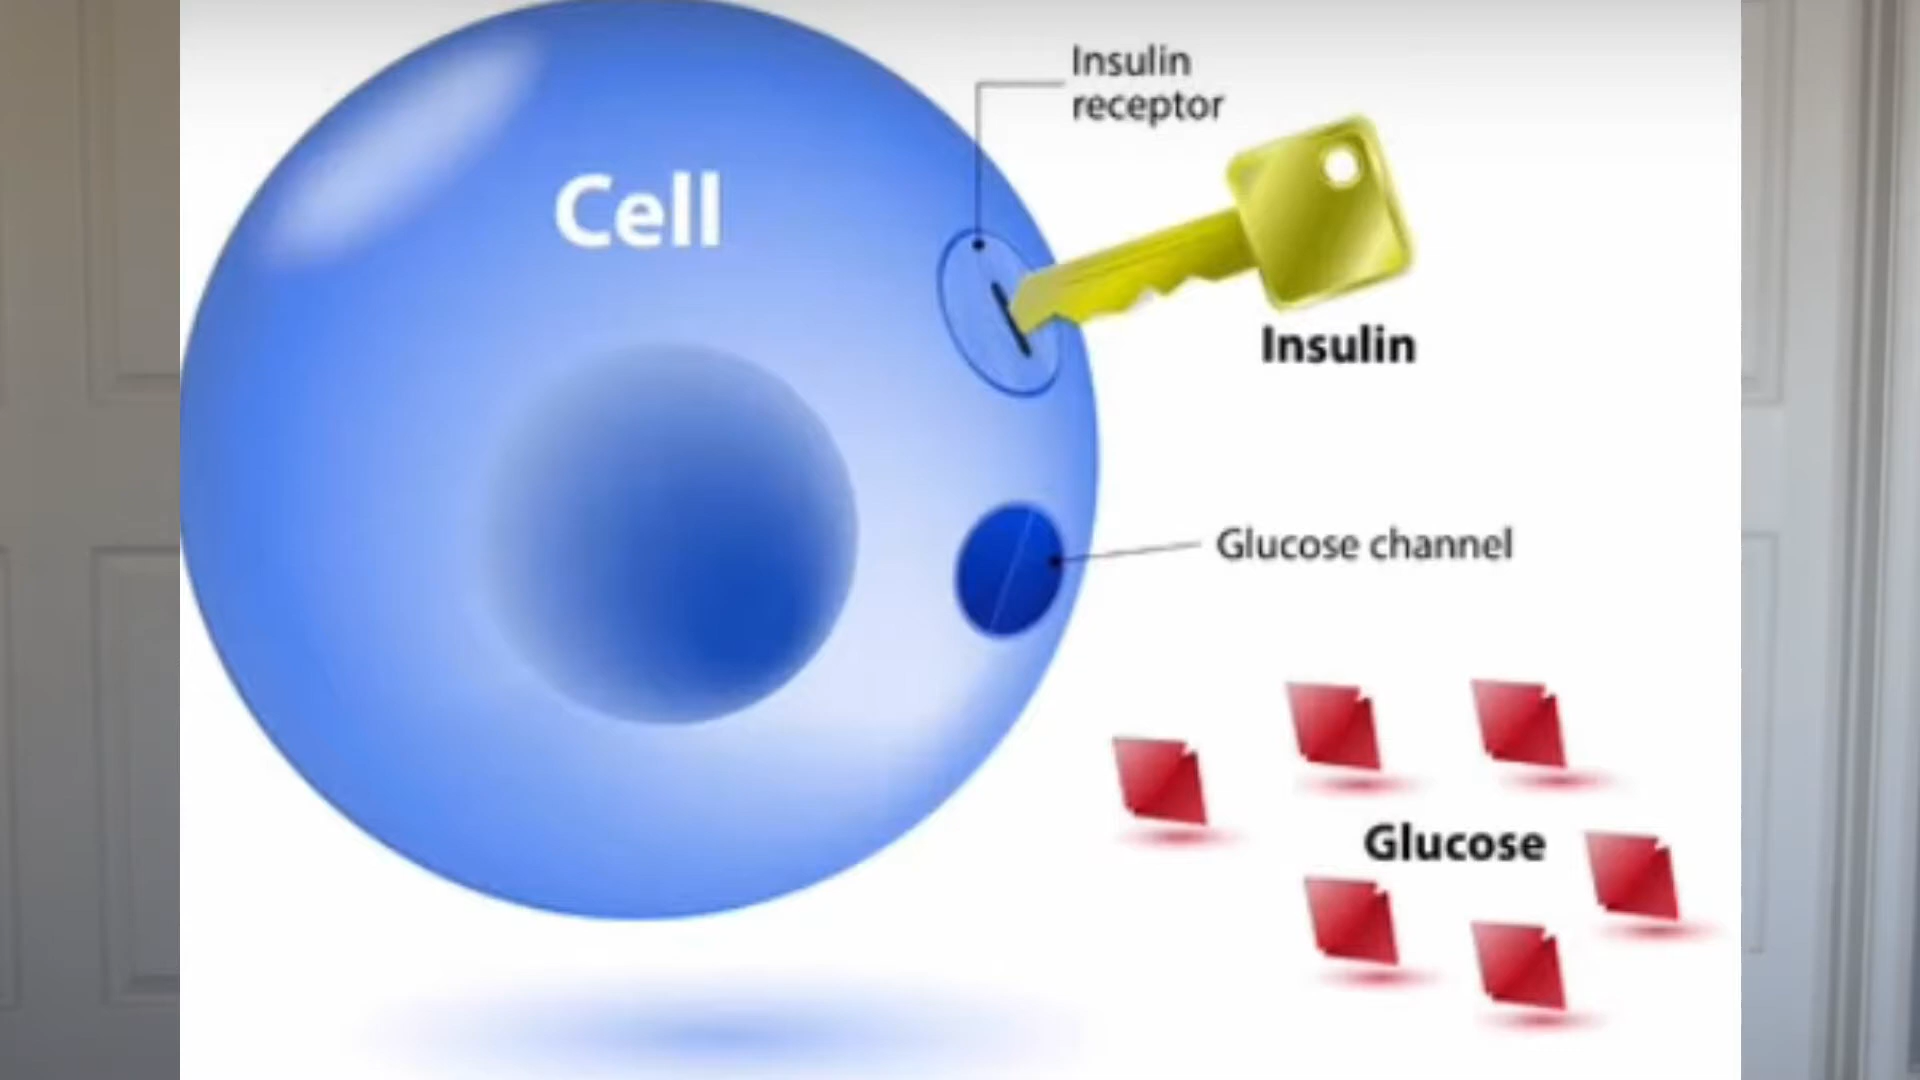 Insulin
receptor
Cell
Insulin
Glucose channel
Glucose